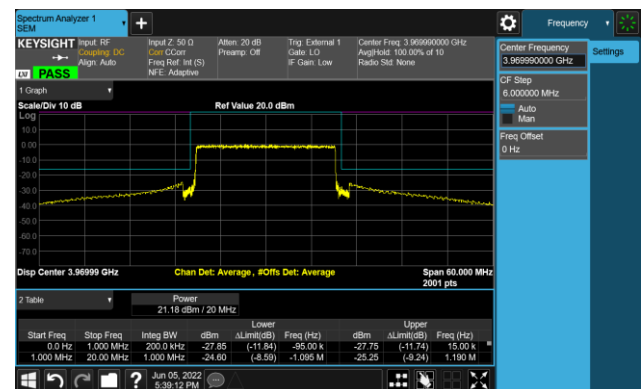 Spectrum Analyzer 1
SEM
Frequency
KEYSIGHT
Input: RF
Coupling: DC
Align: Auto
Input Z: 50 Ω
Corr CCorr
Freq Ref: Int (S)
NFE: Adaptive
Atten: 20 dB
Preamp: Off
Trig: External 1
Gate: LO
IF Gain: Low
Center Freq: 3.969990000 GHz
Avg|Hold: 100.00% of 10
Radio Std: None
LXI PASS
Center Frequency
3.969990000 GHz
Settings
CF Step
6.000000 MHz
Auto
Man
Freq Offset
0 Hz
1 Graph
Scale/Div 10 dB
Ref Value 20.0 dBm
Log
10.0
0.00
-10.0
-20.0
-30.0
-40.0
-50.0
-60.0
-70.0
Disp Center 3.96999 GHz
Chan Det: Average , #Offs Det: Average
Span 60.000 MHz
2001 pts
2 Table
Power
21.18 dBm / 20 MHz
Lower Upper
Start Freq Stop Freq Integ BW dBm ΔLimit(dB) Freq (Hz) dBm ΔLimit(dB) Freq (Hz)
0.0 Hz 1.000 MHz 200.0 kHz -27.85 (-11.84) -95.00 k -27.75 (-11.74) 15.00 k
1.000 MHz 20.00 MHz 1.000 MHz -24.60 (-8.59) -1.095 M -25.25 (-9.24) 1.190 M
Jun 05, 2022
5:39:12 PM